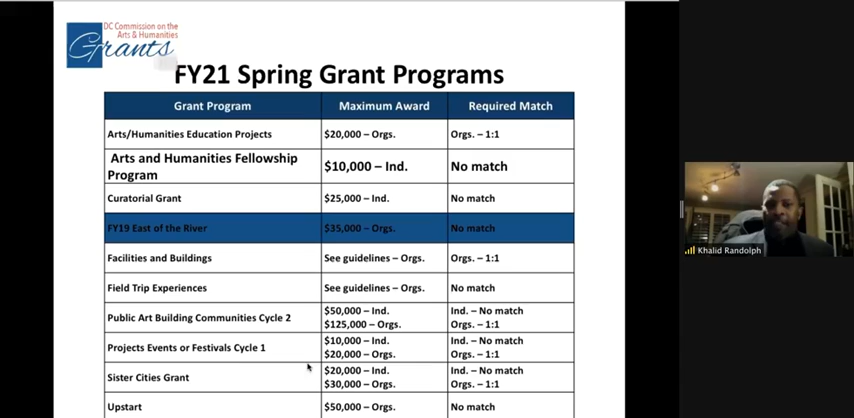 DC Commission on the
Arts & Humanities
Grants
FY21 Spring Grant Programs
Grant Program Maximum Award Required Match
Arts/Humanities Education Projects $20,000 – Orgs. Orgs. – 1:1
Arts and Humanities Fellowship
Program $10,000 – Ind. No match
Curatorial Grant $25,000 – Ind. No match
FY19 East of the River $35,000 – Orgs. No match
Facilities and Buildings See guidelines – Orgs. Orgs. – 1:1
Field Trip Experiences See guidelines – Orgs. No match
Public Art Building Communities Cycle 2 $50,000 – Ind. Ind. – No match
$125,000 – Orgs. Orgs. – 1:1
Projects Events or Festivals Cycle 1 $10,000 – Ind. Ind. – No match
$20,000 – Orgs. Orgs. – 1:1
Sister Cities Grant $20,000 – Ind. Ind. – No match
$30,000 – Orgs. Orgs. – 1:1
Upstart $50,000 – Orgs. No match
Khalid Randolph